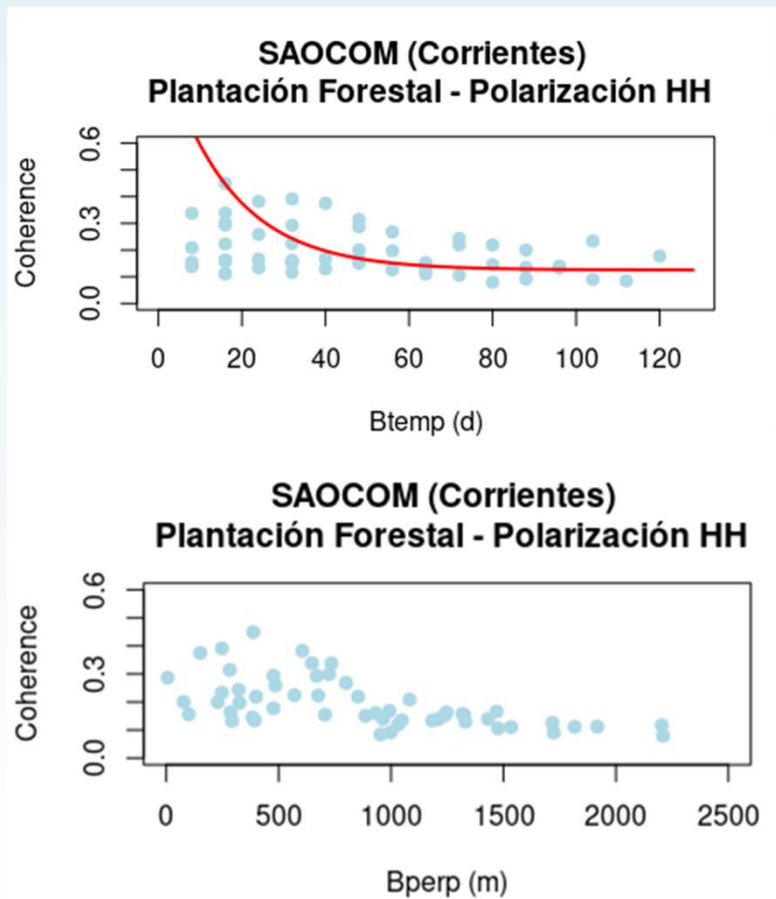 SAOCOM (Corrientes)
Plantación Forestal - Polarización HH
Coherence
0.6
0.3
0.0
0 20 40 60 80 100 120
Btemp (d)
SAOCOM (Corrientes)
Plantación Forestal - Polarización HH
Coherence
0.6
0.3
0.0
0 500 1000 1500 2000 2500
Bperp (m)